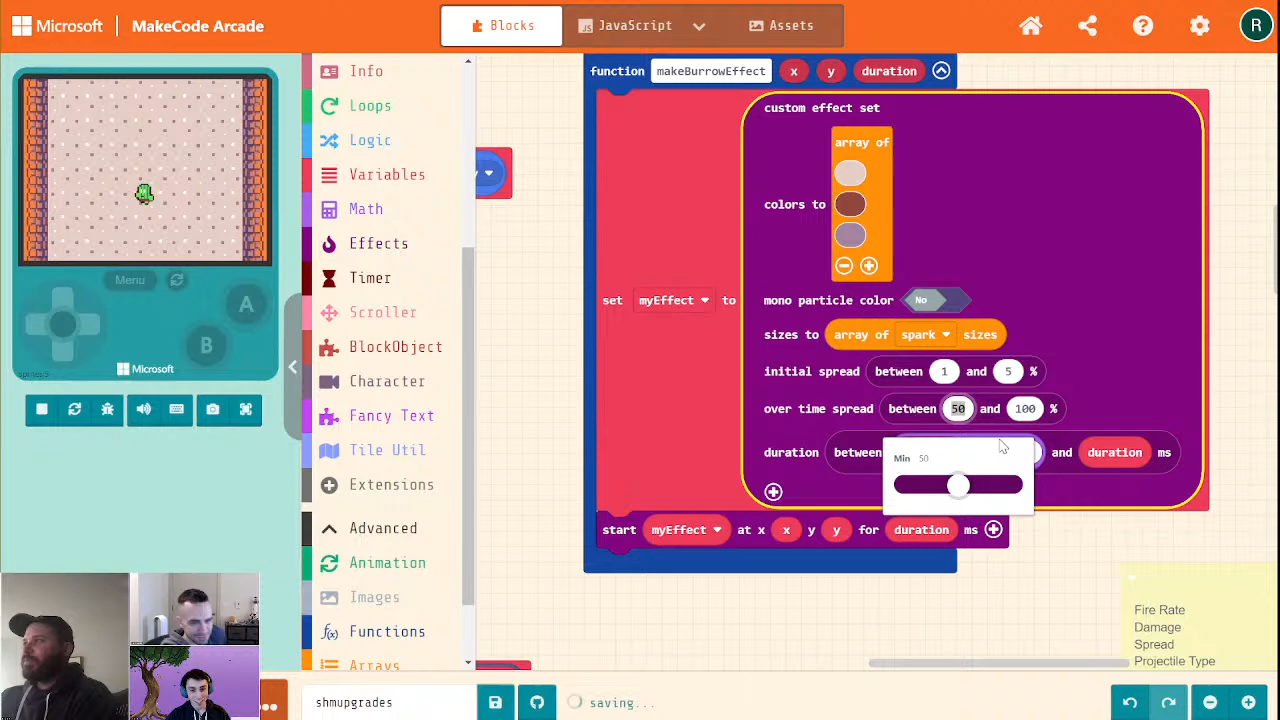 Microsoft
MakeCode Arcade
Blocks
JavaScript
Assets
R
Menu
A
B
Microsoft
Info
Loops
Logic
Variables
Math
Effects
Timer
Scroller
BlockObject
Character
Fancy Text
Tile Util
Extensions
Advanced
Animation
Images
Functions
Arrays
function makeBurrowEffect x y duration
custom effect set
array of
colors to
set myEffect to
mono particle color No
sizes to array of spark sizes
initial spread between 1 and 5 %
over time spread between 50 and 100 %
duration between and duration ms
Min 50
start myEffect at x x y y for duration ms
Fire Rate
Damage
Spread
Projectile Type
shmupgrades
saving...